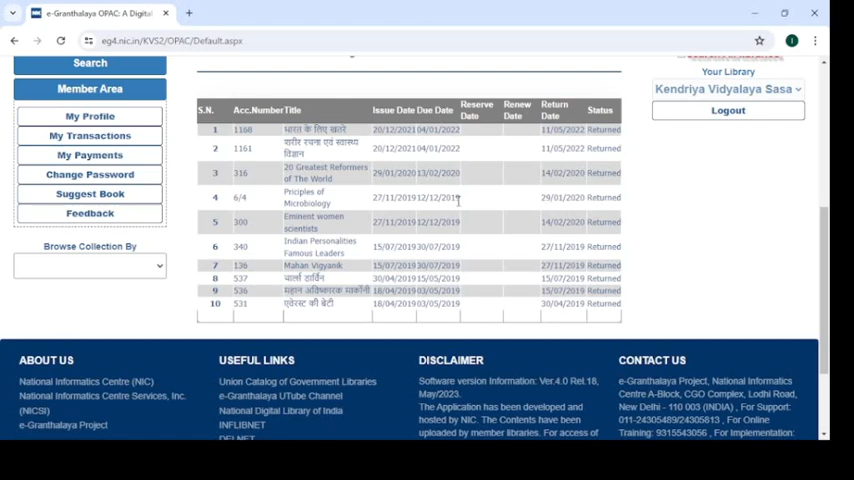 e-Granthalaya OPAC: A Digital
eg4.nic.in/KVS2/OPAC/Default.aspx
Search
Member Area
My Profile
My Transactions
My Payments
Change Password
Suggest Book
Feedback
Browse Collection By
Your Library
Kendriya Vidyalaya Sasa
Logout
S.N. Acc.Number Title Issue Date Due Date Reserve Date Renew Date Return Date Status
1 1168 भारत के लिए खतरे 20/12/2021 04/01/2022 11/05/2022 Returned
2 1161 शरीर रचना एवं स्वास्थ्य विज्ञान 20/12/2021 04/01/2022 11/05/2022 Returned
3 316 20 Greatest Reformers of The World 29/01/2020 13/02/2020 14/02/2020 Returned
4 6/4 Priciples of Microbiology 27/11/2019 12/12/2019 29/01/2020 Returned
5 300 Eminent women scientists 27/11/2019 12/12/2019 14/02/2020 Returned
6 340 Indian Personalities Famous Leaders 15/07/2019 30/07/2019 27/11/2019 Returned
7 136 Mahan Vigyanik 15/07/2019 30/07/2019 27/11/2019 Returned
8 537 चार्ल्स डार्विन 30/04/2019 15/05/2019 15/07/2019 Returned
9 536 महान अविष्कारक मार्कोनी 18/04/2019 03/05/2019 15/07/2019 Returned
10 531 एवेरस्ट की बेटी 18/04/2019 03/05/2019 30/04/2019 Returned
ABOUT US
National Informatics Centre (NIC)
National Informatics Centre Services, Inc.
(NICSI)
e-Granthalaya Project
USEFUL LINKS
Union Catalog of Government Libraries
e-Granthalaya UTube Channel
National Digital Library of India
INFLIBNET
DELNET
DISCLAIMER
Software version Information: Ver.4.0 Rel.18,
May/2023.
The Application has been developed and
hosted by NIC. The Contents have been
uploaded by member libraries. For access of
CONTACT US
e-Granthalaya Project, National Informatics
Centre A-Block, CGO Complex, Lodhi Road,
New Delhi - 110 003 (INDIA) , For Support:
011-24305489/24305813 , For Online
Training: 9315543056 , For Implementation: